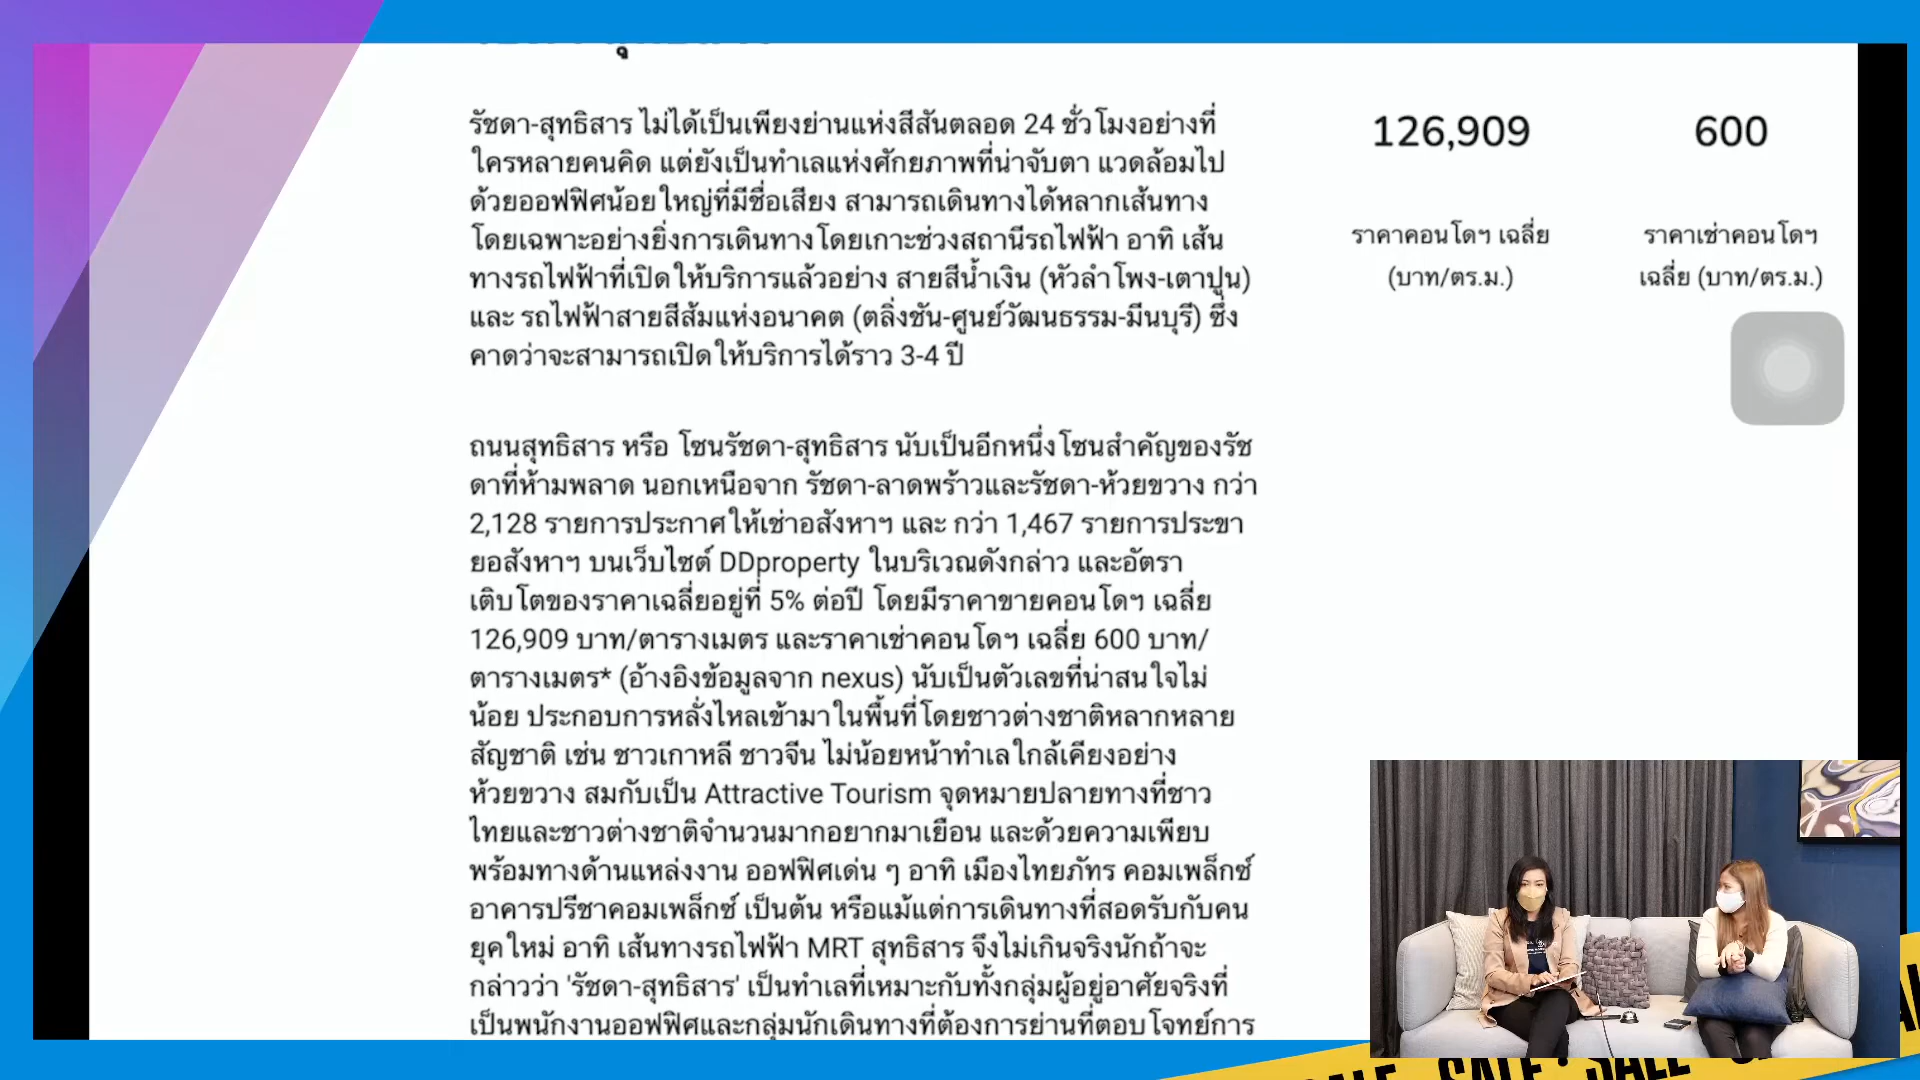 รัชดา-สุทธิสาร ไม่ได้เป็นเพียงย่านแห่งสีสันตลอด 24 ชั่วโมงอย่างที่
ใครหลายคนคิด แต่ยังเป็นทำเลแห่งศักยภาพที่น่าจับตา แวดล้อมไป
ด้วยออฟฟิศน้อยใหญ่ที่มีชื่อเสียง สามารถเดินทางได้หลากเส้นทาง
โดยเฉพาะอย่างยิ่งการเดินทางโดยเกาะช่วงสถานีรถไฟฟ้า อาทิ เส้น
ทางรถไฟฟ้าที่เปิดให้บริการแล้วอย่าง สายสีน้ำเงิน (หัวลำโพง-เตาปูน)
และ รถไฟฟ้าสายสีส้มแห่งอนาคต (ตลิ่งชัน-ศูนย์วัฒนธรรม-มีนบุรี) ซึ่ง
คาดว่าจะสามารถเปิดให้บริการได้ราว 3-4 ปี
126,909
ราคาคอนโดฯ เฉลี่ย
(บาท/ตร.ม.)
600
ราคาเช่าคอนโดฯ
เฉลี่ย (บาท/ตร.ม.)
ถนนสุทธิสาร หรือ โซนรัชดา-สุทธิสาร นับเป็นอีกหนึ่งโซนสำคัญของรัช
ดาที่ห้ามพลาด นอกเหนือจาก รัชดา-ลาดพร้าวและรัชดา-ห้วยขวาง กว่า
2,128 รายการประกาศให้เช่าอสังหาฯ และ กว่า 1,467 รายการประขา
ยอสังหาฯ บนเว็บไซต์ DDproperty ในบริเวณดังกล่าว และอัตรา
เติบโตของราคาเฉลี่ยอยู่ที่ 5% ต่อปี โดยมีราคาขายคอนโดฯ เฉลี่ย
126,909 บาท/ตารางเมตร และราคาเช่าคอนโดฯ เฉลี่ย 600 บาท/
ตารางเมตร* (อ้างอิงข้อมูลจาก nexus) นับเป็นตัวเลขที่น่าสนใจไม่
น้อย ประกอบการหลั่งไหลเข้ามาในพื้นที่โดยชาวต่างชาติหลากหลาย
สัญชาติ เช่น ชาวเกาหลี ชาวจีน ไม่น้อยหน้าทำเลใกล้เคียงอย่าง
ห้วยขวาง สมกับเป็น Attractive Tourism จุดหมายปลายทางที่ชาว
ไทยและชาวต่างชาติจำนวนมากอยากมาเยือน และด้วยความเพียบ
พร้อมทางด้านแหล่งงาน ออฟฟิศเด่น ๆ อาทิ เมืองไทยภัทร คอมเพล็กซ์
อาคารปรีชาคอมเพล็กซ์ เป็นต้น หรือแม้แต่การเดินทางที่สอดรับกับคน
ยุคใหม่ อาทิ เส้นทางรถไฟฟ้า MRT สุทธิสาร จึงไม่เกินจริงนักถ้าจะ
กล่าวว่า 'รัชดา-สุทธิสาร' เป็นทำเลที่เหมาะกับทั้งกลุ่มผู้อยู่อาศัยจริงที่
เป็นพนักงานออฟฟิศและกลุ่มนักเดินทางที่ต้องการย่านที่ตอบโจทย์การ
SALE SALE